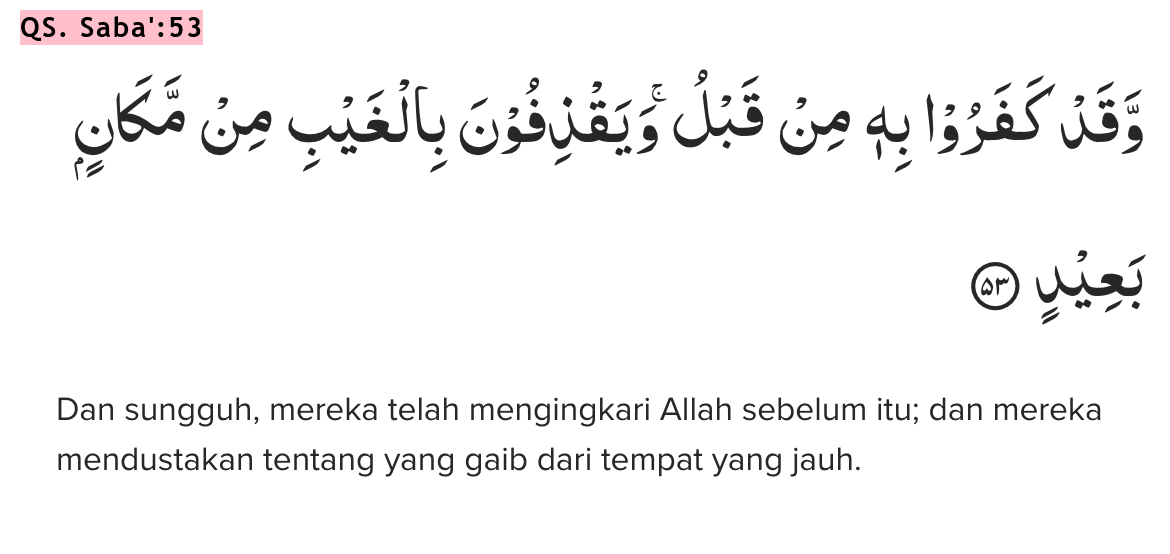 QS. Saba':53
وَّقَدْ كَفَرُوْا بِهٖ مِنْ قَبْلُ ۚوَيَقْذِفُوْنَ بِالْغَيْبِ مِنْ مَّكَانٍۢ
بَعِيْدٍ ۵۳
Dan sungguh, mereka telah mengingkari Allah sebelum itu; dan mereka
mendustakan tentang yang gaib dari tempat yang jauh.